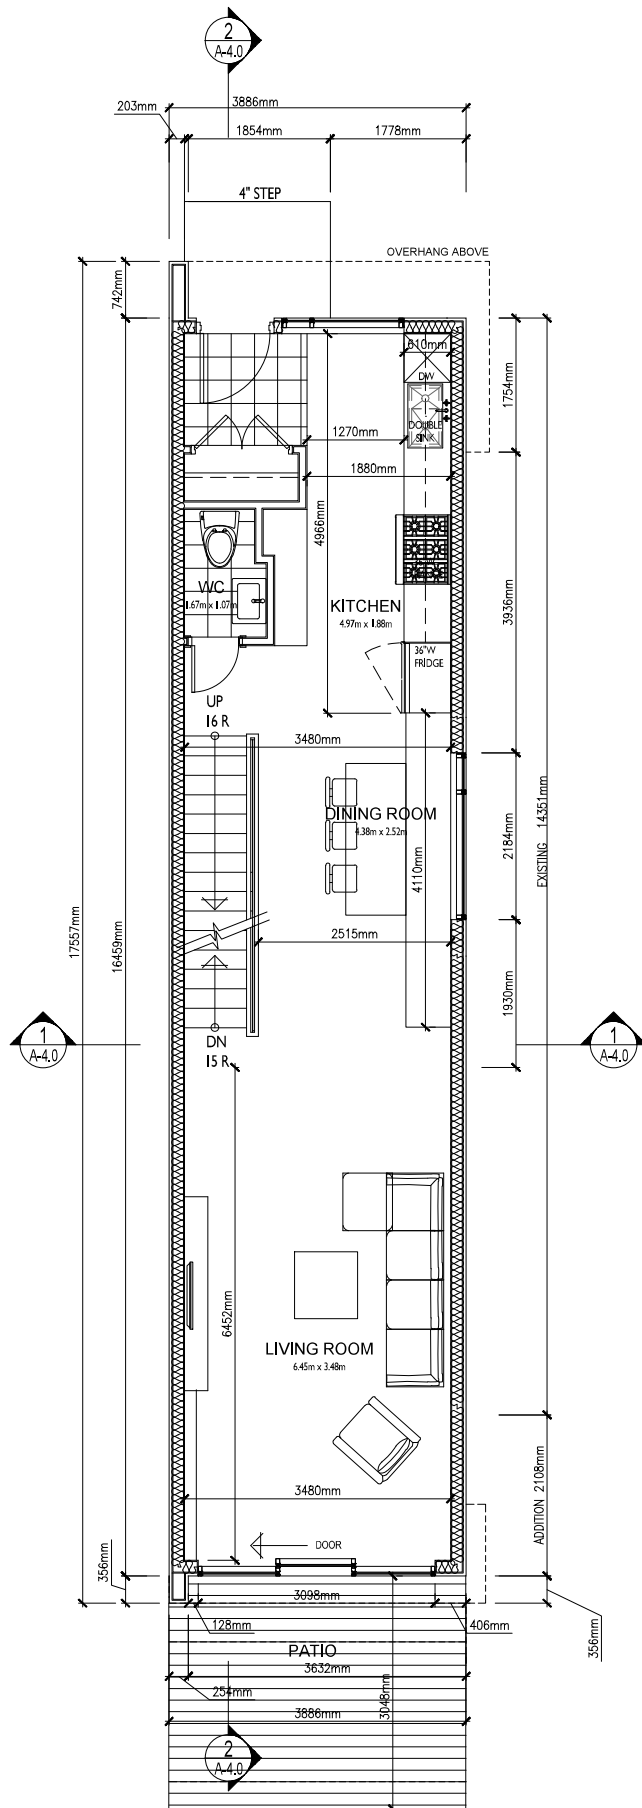 2
A-4.0
203mm
3886mm
1854mm
1778mm
4" STEP
OVERHANG ABOVE
742mm
610mm
DW
1754mm
DOUBLE
SINK
1270mm
1880mm
4966mm
WC
1.67m x 1.07m
KITCHEN
4.97m x 1.88m
3936mm
36"W
FRIDGE
UP
16 R
3480mm
DINING ROOM
4.38m x 2.52m
2184mm
EXISTING 14351mm
4110mm
17557mm
16459mm
2515mm
1930mm
1
A-4.0
DN
15 R
1
A-4.0
6452mm
LIVING ROOM
6.45m x 3.48m
3480mm
ADDITION 2108mm
DOOR
356mm
3098mm
128mm
406mm
356mm
PATIO
3632mm
254mm
3048mm
3886mm
2
A-4.0